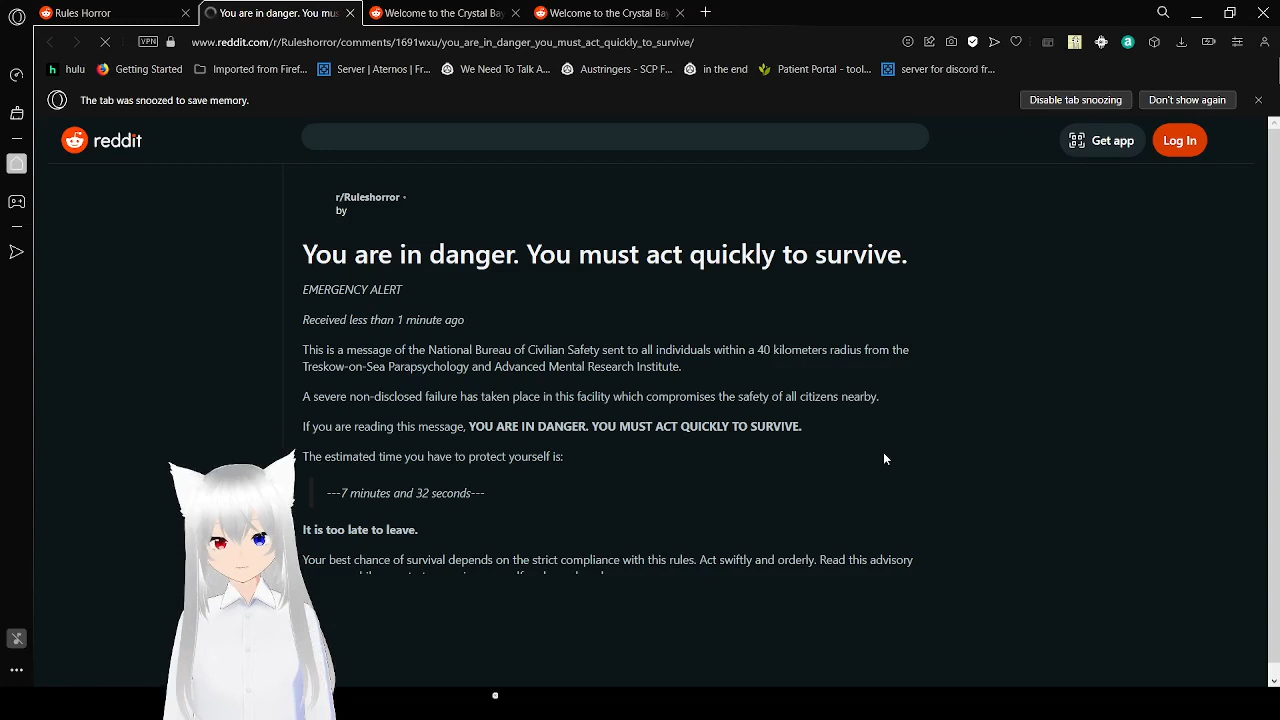 Rules Horror
You are in danger. You mus
Welcome to the Crystal Bay
Welcome to the Crystal Bay
VPN
www.reddit.com/r/Ruleshorror/comments/1691vdu/you_are_in_danger_you_must_act_quickly_to_survive/
hulu
Getting Started
Imported from Firef...
Server | Aternos | Fr...
We Need To Talk A...
Austringers - SCP F...
in the end
Patient Portal - tool...
server for discord fr...
The tab was snoozed to save memory.
Disable tab snoozing
Don't show again
reddit
Get app
Log In
r/Ruleshorror •
by
You are in danger. You must act quickly to survive.
EMERGENCY ALERT
Received less than 1 minute ago
This is a message of the National Bureau of Civilian Safety sent to all individuals within a 40 kilometers radius from the
Treskow-on-Sea Parapsychology and Advanced Mental Research Institute.
A severe non-disclosed failure has taken place in this facility which compromises the safety of all citizens nearby.
If you are reading this message, YOU ARE IN DANGER. YOU MUST ACT QUICKLY TO SURVIVE.
The estimated time you have to protect yourself is:
---7 minutes and 32 seconds---
It is too late to leave.
Your best chance of survival depends on the strict compliance with this rules. Act swiftly and orderly. Read this advisory